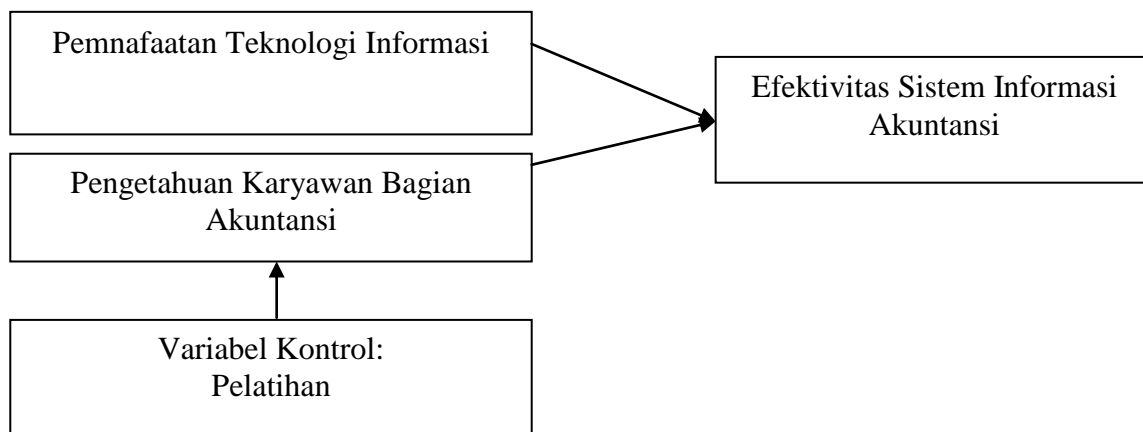 Pemnafaatan Teknologi Informasi
Efektivitas Sistem Informasi
Akuntansi
Pengetahuan Karyawan Bagian
Akuntansi
Variabel Kontrol:
Pelatihan